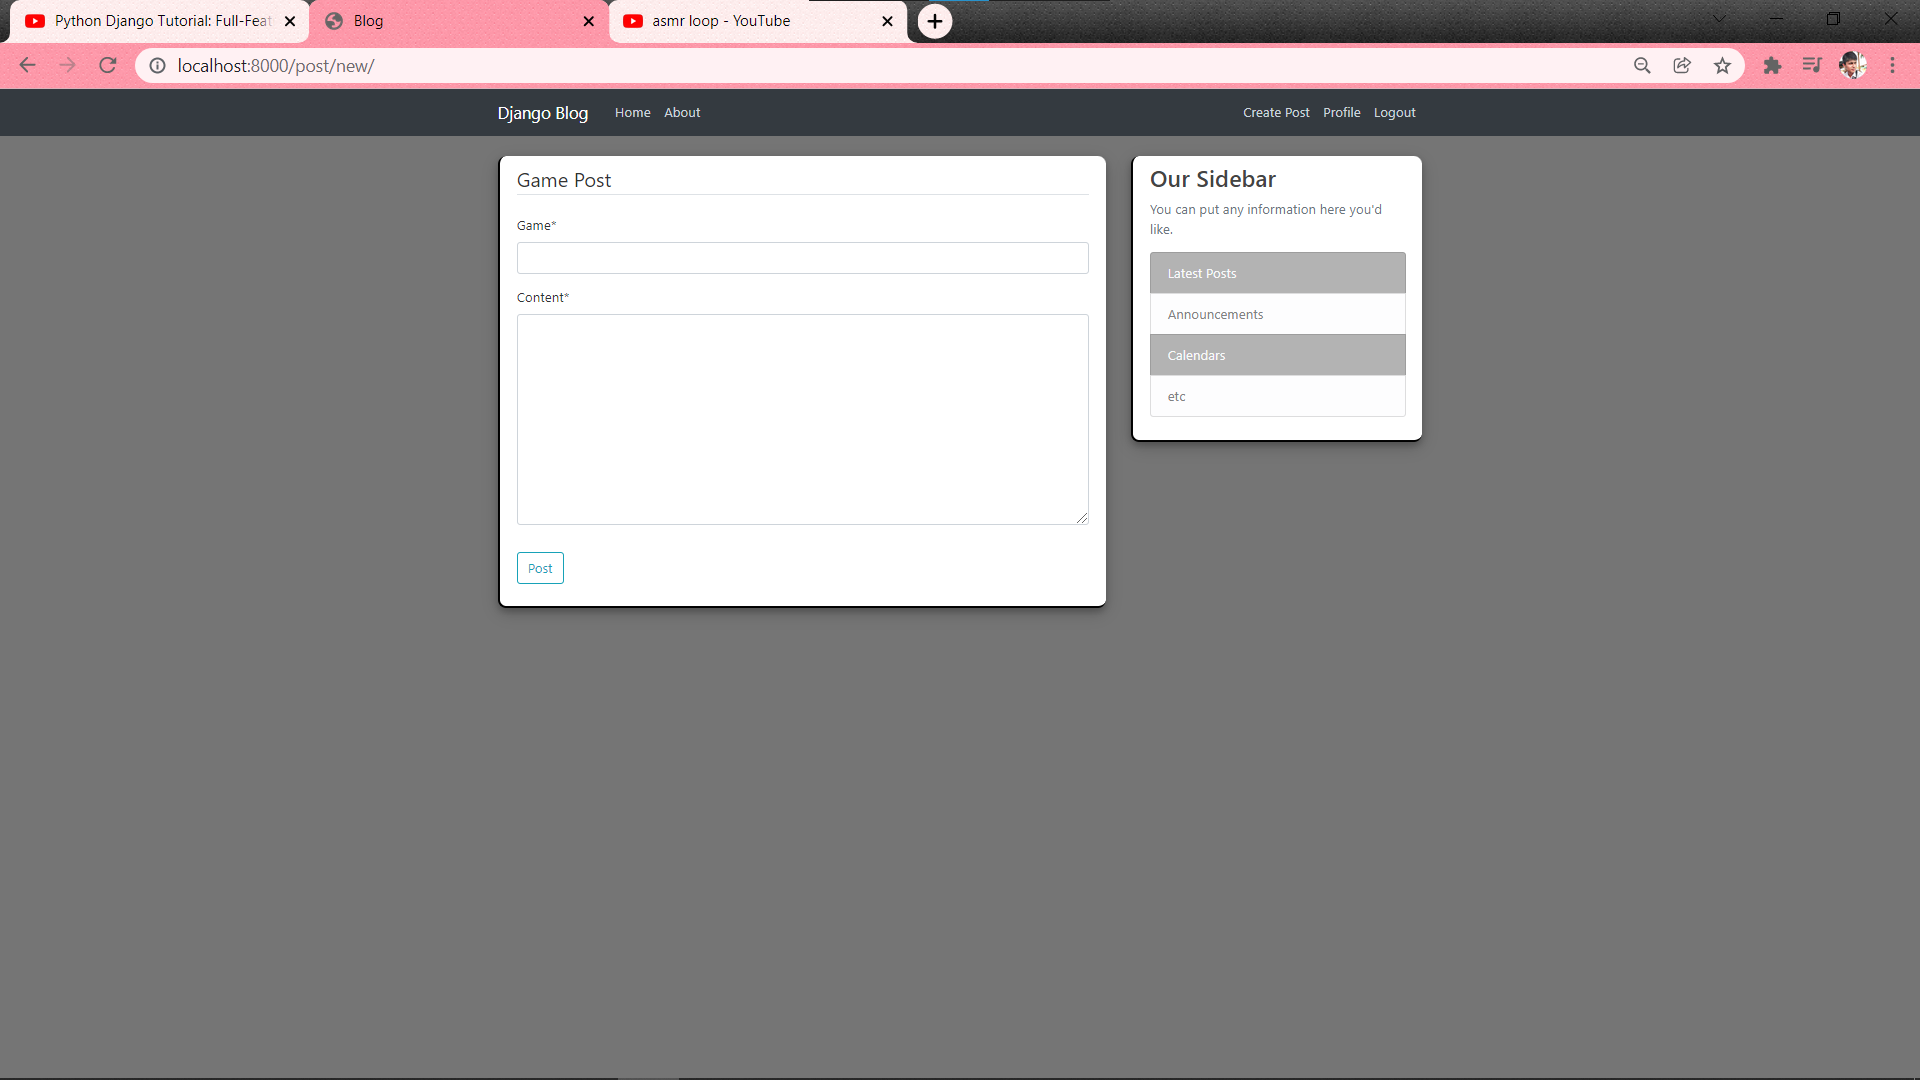 Python Django Tutorial: Full-Feat
Blog
asmr loop - YouTube
localhost:8000/post/new/
Django Blog
Home
About
Create Post
Profile
Logout
Game Post
Game*
Content*
Post
Our Sidebar
You can put any information here you'd
like.
Latest Posts
Announcements
Calendars
etc